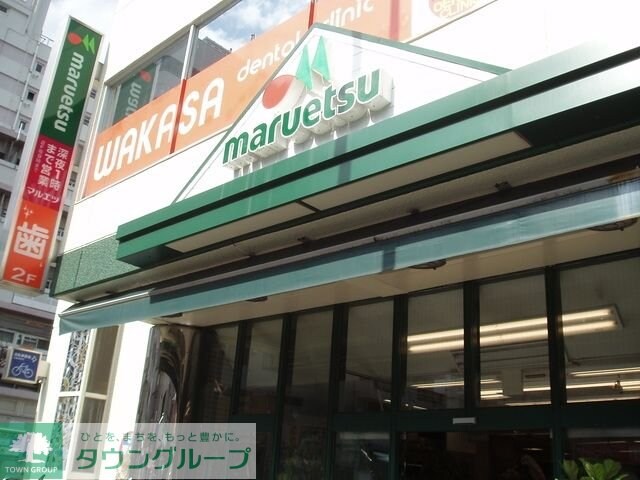 maruetsu
深夜1時
まで営業
マルエツ
歯
2F
WAKASA
dental clinic
maruetsu
TOWN GROUP
ひとを、まちを、もっと豊かに。
タウングループ